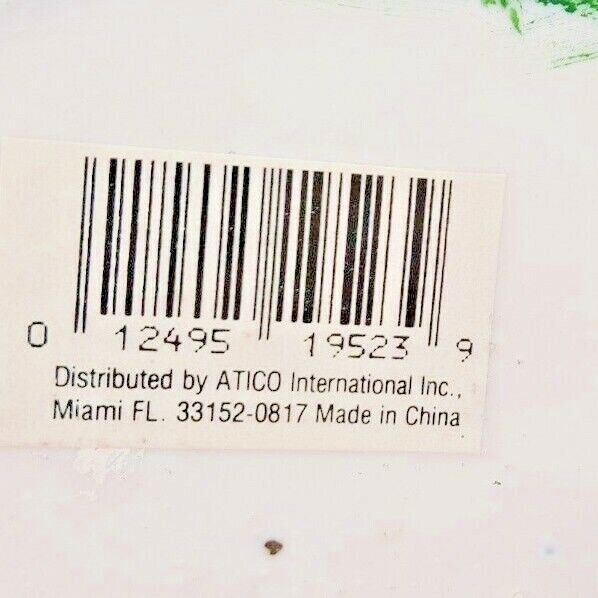 0 12495 19523 9
Distributed by ATICO International Inc.,
Miami FL. 33152-0817 Made in China